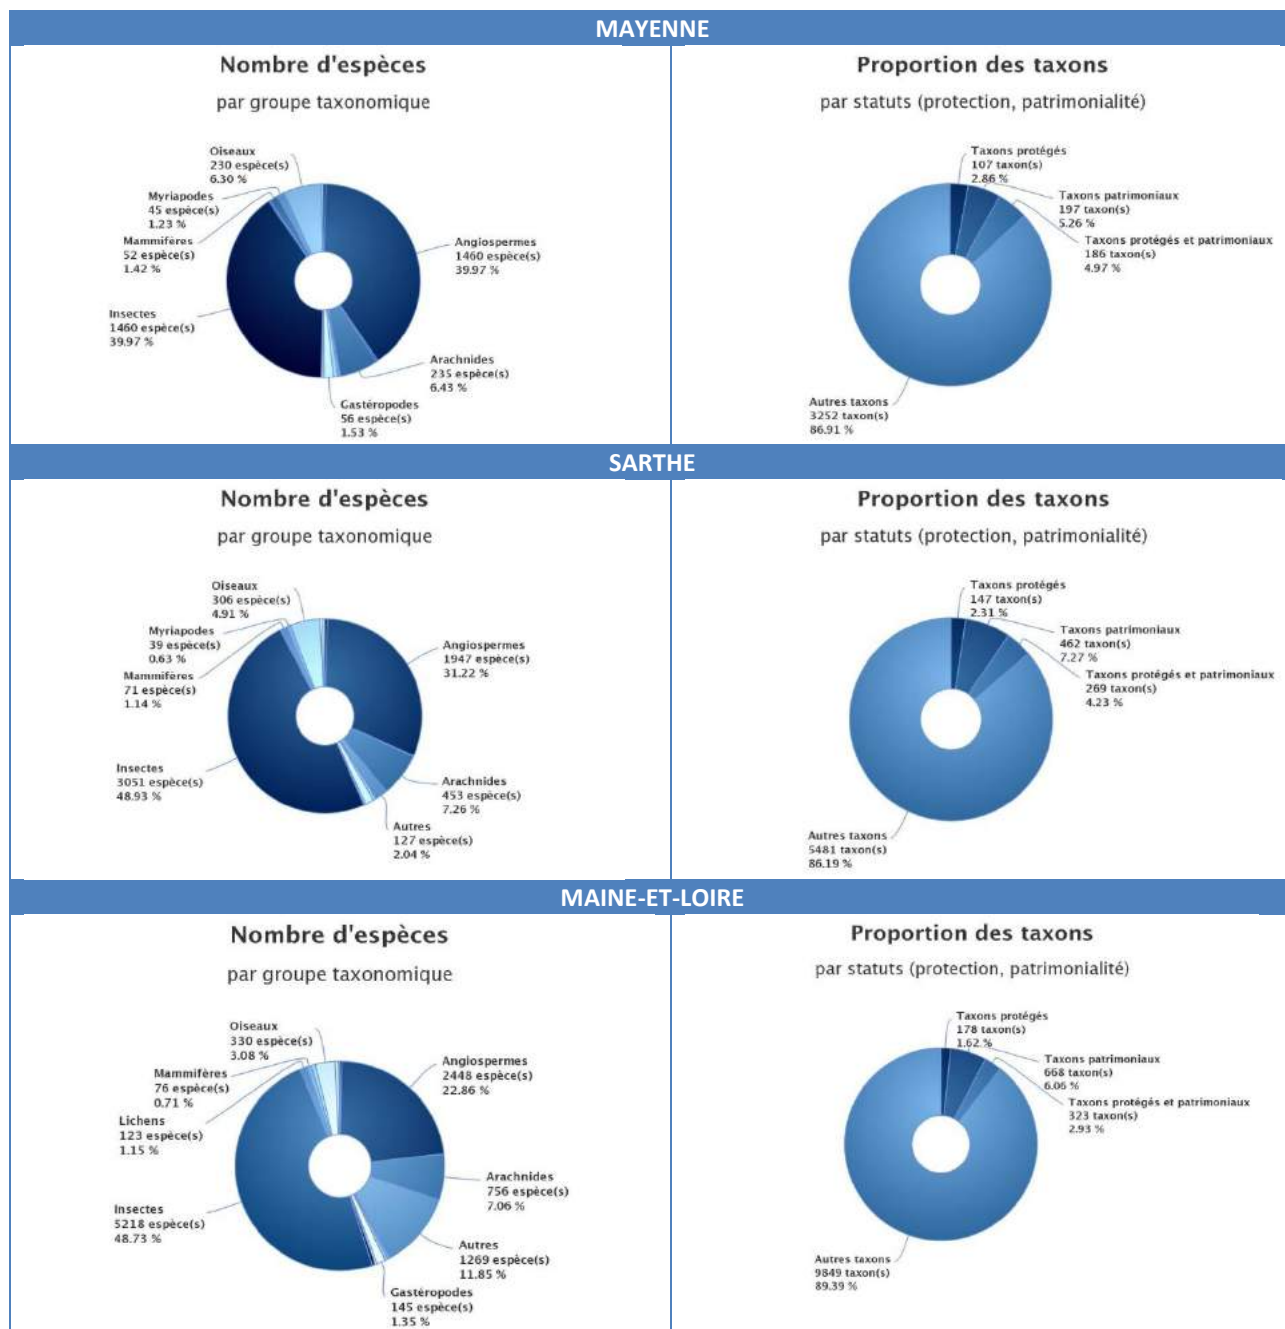 MAYENNE
Nombre d'espèces
par groupe taxonomique
Oiseaux
230 espèce(s)
6.30 %
Myriapodes
45 espèce(s)
1.23 %
Mammifères
52 espèce(s)
1.42 %
Insectes
1460 espèce(s)
39.97 %
Angiospermes
1460 espèce(s)
39.97 %
Arachnides
235 espèce(s)
6.43 %
Gastéropodes
56 espèce(s)
1.53 %
Proportion des taxons
par statuts (protection, patrimonialité)
Taxons protégés
107 taxon(s)
2.86 %
Taxons patrimoniaux
197 taxon(s)
5.26 %
Taxons protégés et patrimoniaux
186 taxon(s)
4.97 %
Autres taxons
3252 taxon(s)
86.91 %
SARTHE
Nombre d'espèces
par groupe taxonomique
Oiseaux
306 espèce(s)
4.91 %
Myriapodes
39 espèce(s)
0.63 %
Mammifères
71 espèce(s)
1.14 %
Insectes
3051 espèce(s)
48.93 %
Angiospermes
1947 espèce(s)
31.22 %
Arachnides
453 espèce(s)
7.26 %
Autres
127 espèce(s)
2.04 %
Proportion des taxons
par statuts (protection, patrimonialité)
Taxons protégés
147 taxon(s)
2.31 %
Taxons patrimoniaux
462 taxon(s)
7.27 %
Taxons protégés et patrimoniaux
269 taxon(s)
4.23 %
Autres taxons
5481 taxon(s)
86.19 %
MAINE-ET-LOIRE
Nombre d'espèces
par groupe taxonomique
Oiseaux
330 espèce(s)
3.08 %
Mammifères
76 espèce(s)
0.71 %
Lichens
123 espèce(s)
1.15 %
Insectes
5218 espèce(s)
48.73 %
Angiospermes
2448 espèce(s)
22.86 %
Arachnides
756 espèce(s)
7.06 %
Autres
1269 espèce(s)
11.85 %
Gastéropodes
145 espèce(s)
1.35 %
Proportion des taxons
par statuts (protection, patrimonialité)
Taxons protégés
178 taxon(s)
1.62 %
Taxons patrimoniaux
668 taxon(s)
6.06 %
Taxons protégés et patrimoniaux
323 taxon(s)
2.93 %
Autres taxons
9849 taxon(s)
89.39 %